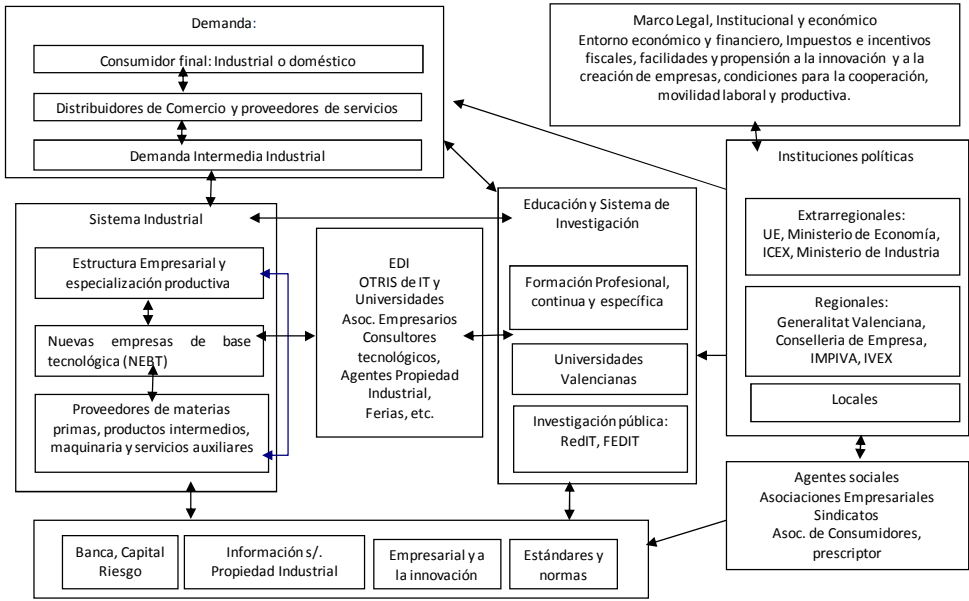 Demanda:
Consumidor final: Industrial o doméstico
Distribuidores de Comercio y proveedores de servicios
Demanda Intermedia Industrial
Marco Legal, Institucional y económico
Entorno económico y financiero, Impuestos e incentivos
fiscales, facilidades y propensión a la innovación y a la
creación de empresas, condiciones para la cooperación,
movilidad laboral y productiva.
Sistema Industrial
Estructura Empresarial y
especialización productiva
Nuevas empresas de base
tecnológica (NEBT)
Proveedores de materias
primas, productos intermedios,
maquinaria y servicios auxiliares
EDI
OTRIS de IT y
Universidades
Asoc. Empresarios
Consultores
tecnológicos,
Agentes Propiedad
Industrial,
Ferias, etc.
Educación y Sistema de
Investigación
Formación Profesional,
continua y específica
Universidades
Valencianas
Investigación pública:
RedIT, FEDIT
Instituciones políticas
Extrarregionales:
UE, Ministerio de Economía,
ICEX, Ministerio de Industria
Regionales:
Generalitat Valenciana,
Conselleria de Empresa,
IMPIVA, IVEX
Locales
Agentes sociales
Asociaciones Empresariales
Sindicatos
Asoc. de Consumidores,
prescriptor
Banca, Capital
Riesgo
Información s/.
Propiedad Industrial
Empresarial y a
la innovación
Estándares y
normas